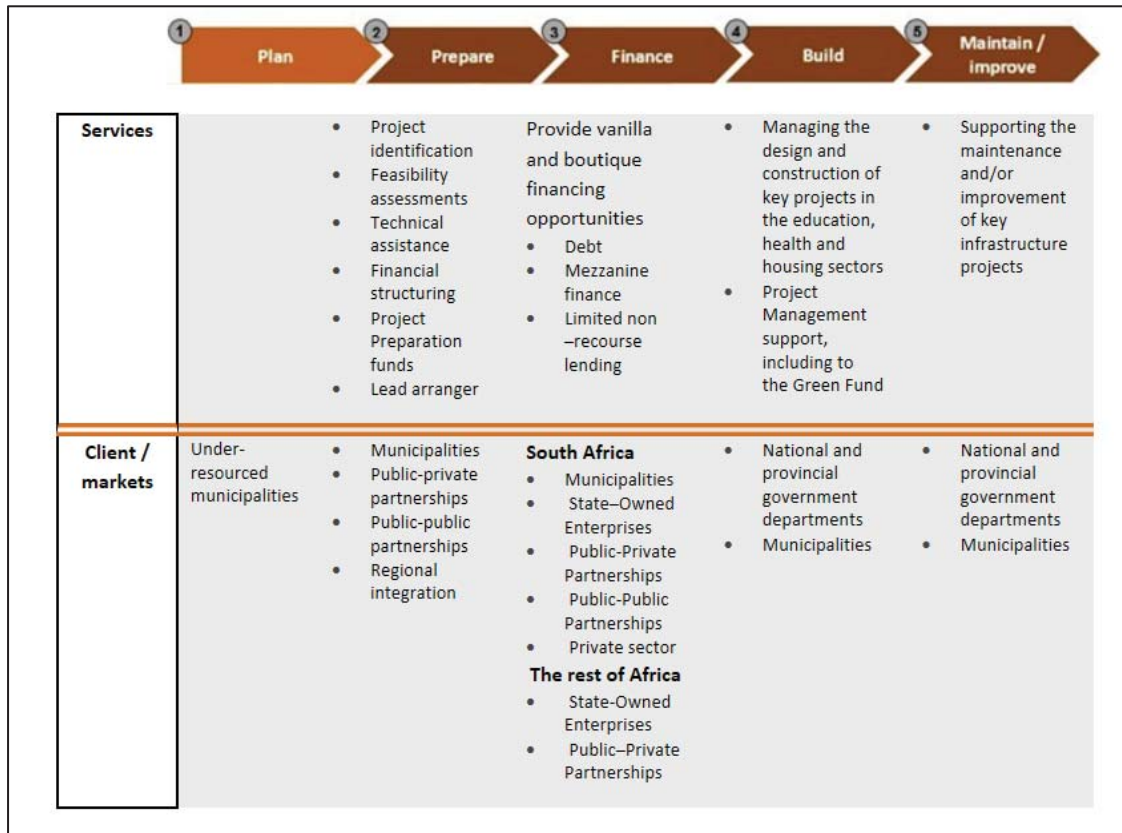 1
Plan
2
Prepare
3
Finance
4
Build
5
Maintain /
improve
Services
• Project
identification
• Feasibility
assessments
• Technical
assistance
• Financial
structuring
• Project
Preparation
funds
• Lead arranger
Provide vanilla
and boutique
financing
opportunities
• Debt
• Mezzanine
finance
• Limited non
–recourse
lending
• Managing the
design and
construction of
key projects in
the education,
health and
housing sectors
• Project
Management
support,
including to
the Green Fund
• Supporting the
maintenance
and/or
improvement
of key
infrastructure
projects
Client /
markets
Under-
resourced
municipalities
• Municipalities
• Public-private
partnerships
• Public-public
partnerships
• Regional
integration
South Africa
• Municipalities
• State–Owned
Enterprises
• Public-Private
Partnerships
• Public-Public
Partnerships
• Private sector
The rest of Africa
• State-Owned
Enterprises
• Public–Private
Partnerships
• National and
provincial
government
departments
• Municipalities
• National and
provincial
government
departments
• Municipalities